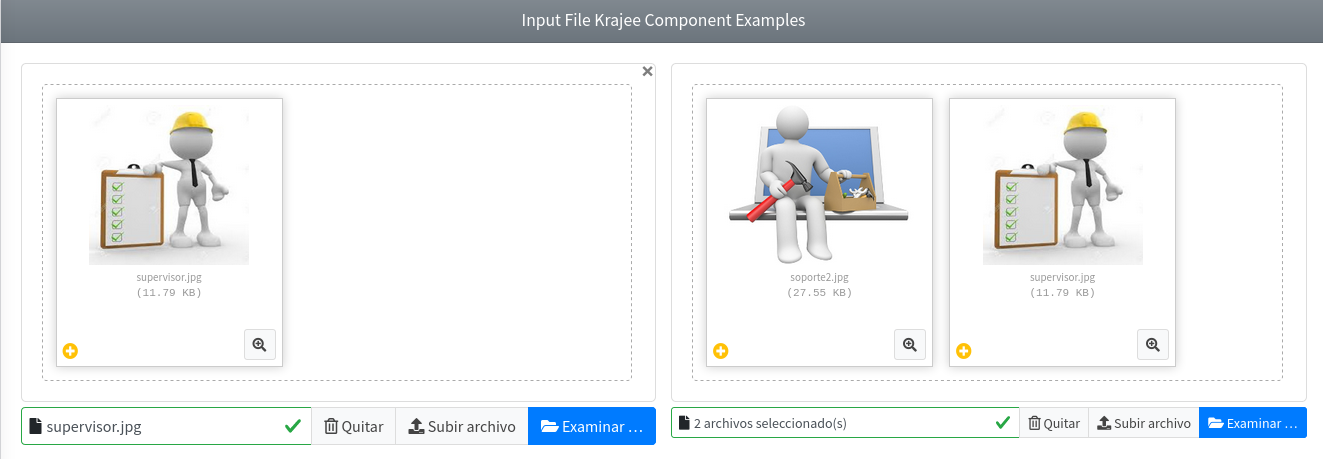 Input File Krajee Component Examples
supervisor.jpg
(11.79 KB)
supervisor.jpg
Quitar
Subir archivo
Examinar …
soporte2.jpg
(27.55 KB)
supervisor.jpg
(11.79 KB)
2 archivos seleccionado(s)
Quitar
Subir archivo
Examinar …